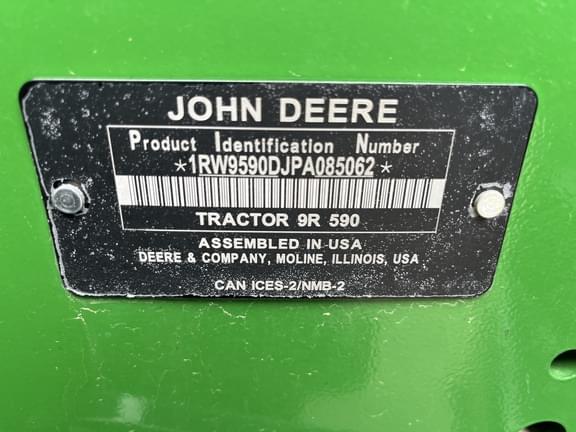 JOHN DEERE
Product Identification Number
*1RW9590DJPA085062*
TRACTOR 9R 590
ASSEMBLED IN USA
DEERE & COMPANY, MOLINE, ILLINOIS, USA
CAN ICES-2/NMB-2